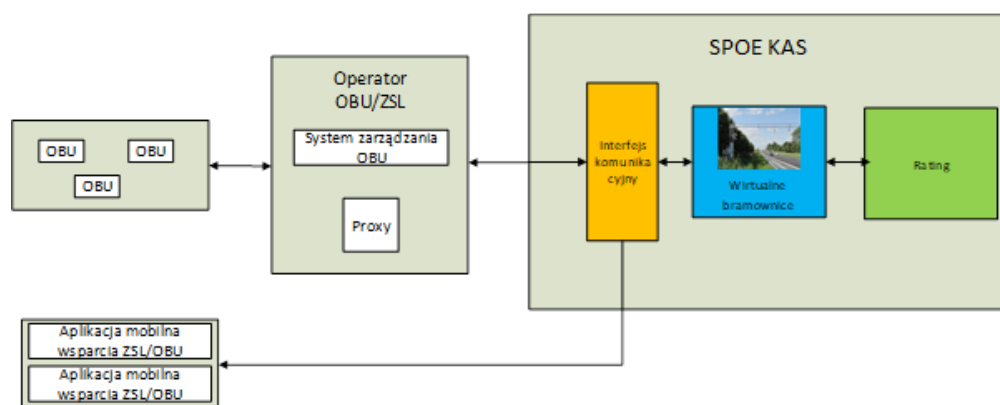 SPOE KAS
Operator
OBU/ZSL
System zarządzania
OBU
Proxy
OBU
OBU
OBU
Interfejs
komunika
cyjny
Wirtualne
bramownice
Rating
Aplikacja mobilna
wsparcia ZSL/OBU
Aplikacja mobilna
wsparcia ZSL/OBU